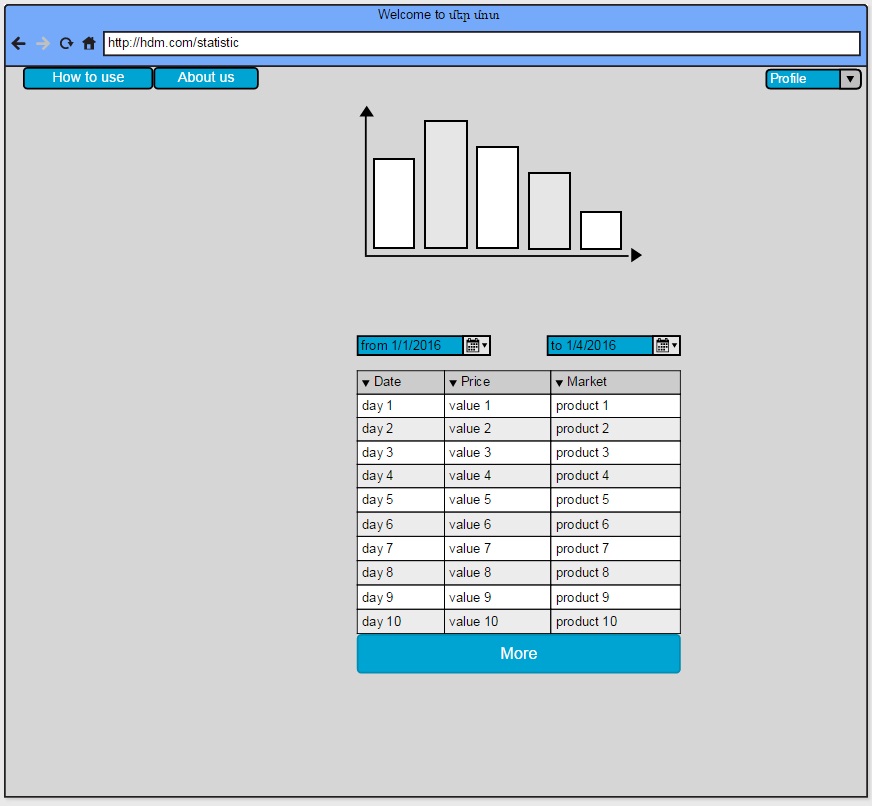 Welcome to մեր մոտ
http://hdm.com/statistic
How to use About us Profile
from 1/1/2016 to 1/4/2016
Date Price Market
day 1 value 1 product 1
day 2 value 2 product 2
day 3 value 3 product 3
day 4 value 4 product 4
day 5 value 5 product 5
day 6 value 6 product 6
day 7 value 7 product 7
day 8 value 8 product 8
day 9 value 9 product 9
day 10 value 10 product 10
More